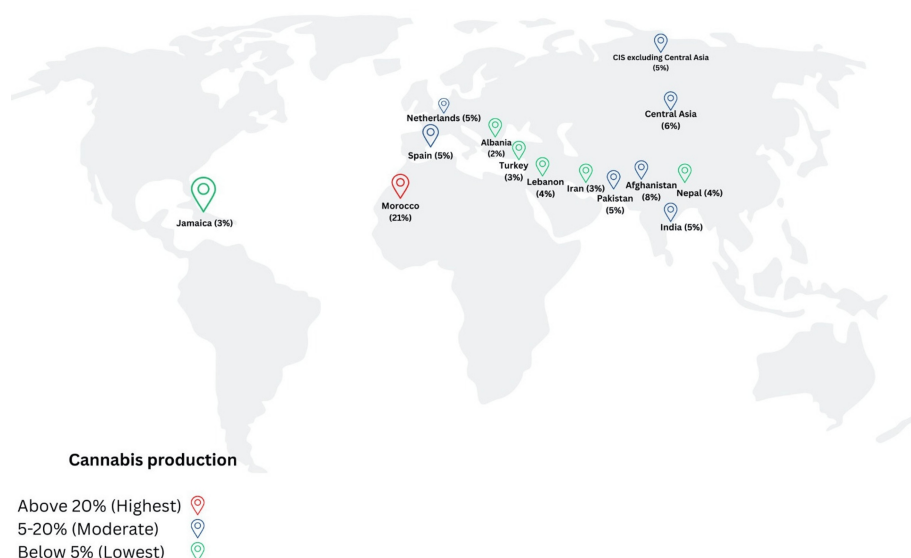 CIS excluding Central Asia
(5%)
Central Asia
(6%)
Netherlands (5%)
Albania
(2%)
Spain (5%)
Turkey
(3%)
Lebanon
(4%)
Iran (3%)
Pakistan
(5%)
Afghanistan
(8%)
Nepal (4%)
Morocco
(21%)
Jamaica (3%)
India (5%)
Cannabis production
Above 20% (Highest)
5-20% (Moderate)
Below 5% (Lowest)